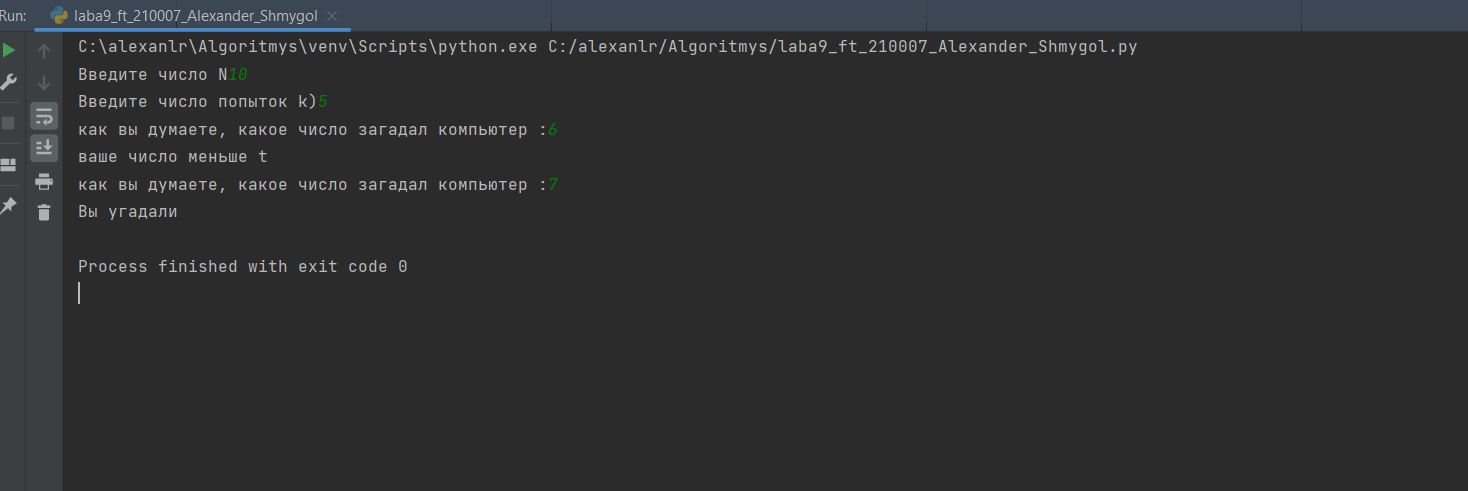 Run: laba9_ft_210007_Alexander_Shmygol
C:\alexanlr\Algoritmys\venv\Scripts\python.exe C:/alexanlr/Algoritmys/laba9_ft_210007_Alexander_Shmygol.py
Введите число N10
Введите число попыток k)5
как вы думаете, какое число загадал компьютер :6
ваше число меньше t
как вы думаете, какое число загадал компьютер :7
Вы угадали
Process finished with exit code 0